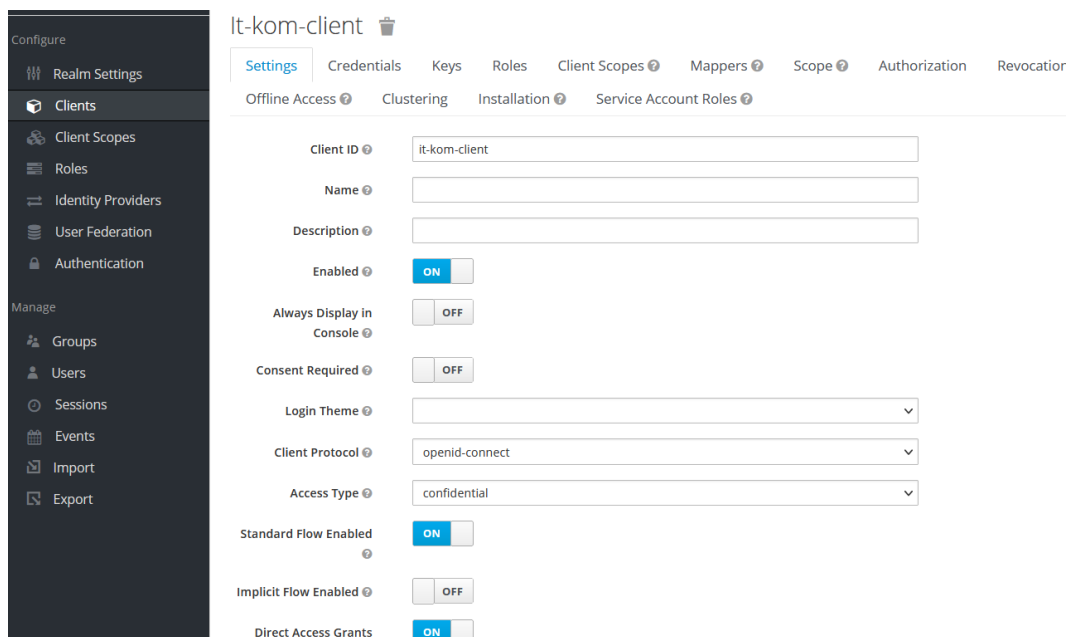 Configure
Realm Settings
Clients
Client Scopes
Roles
Identity Providers
User Federation
Authentication
Manage
Groups
Users
Sessions
Events
Import
Export
It-kom-client
Settings Credentials Keys Roles Client Scopes Mappers Scope Authorization Revocation
Offline Access Clustering Installation Service Account Roles
Client ID it-kom-client
Name
Description
Enabled ON
Always Display in
Console OFF
Consent Required OFF
Login Theme
Client Protocol openid-connect
Access Type confidential
Standard Flow Enabled ON
Implicit Flow Enabled OFF
Direct Access Grants ON